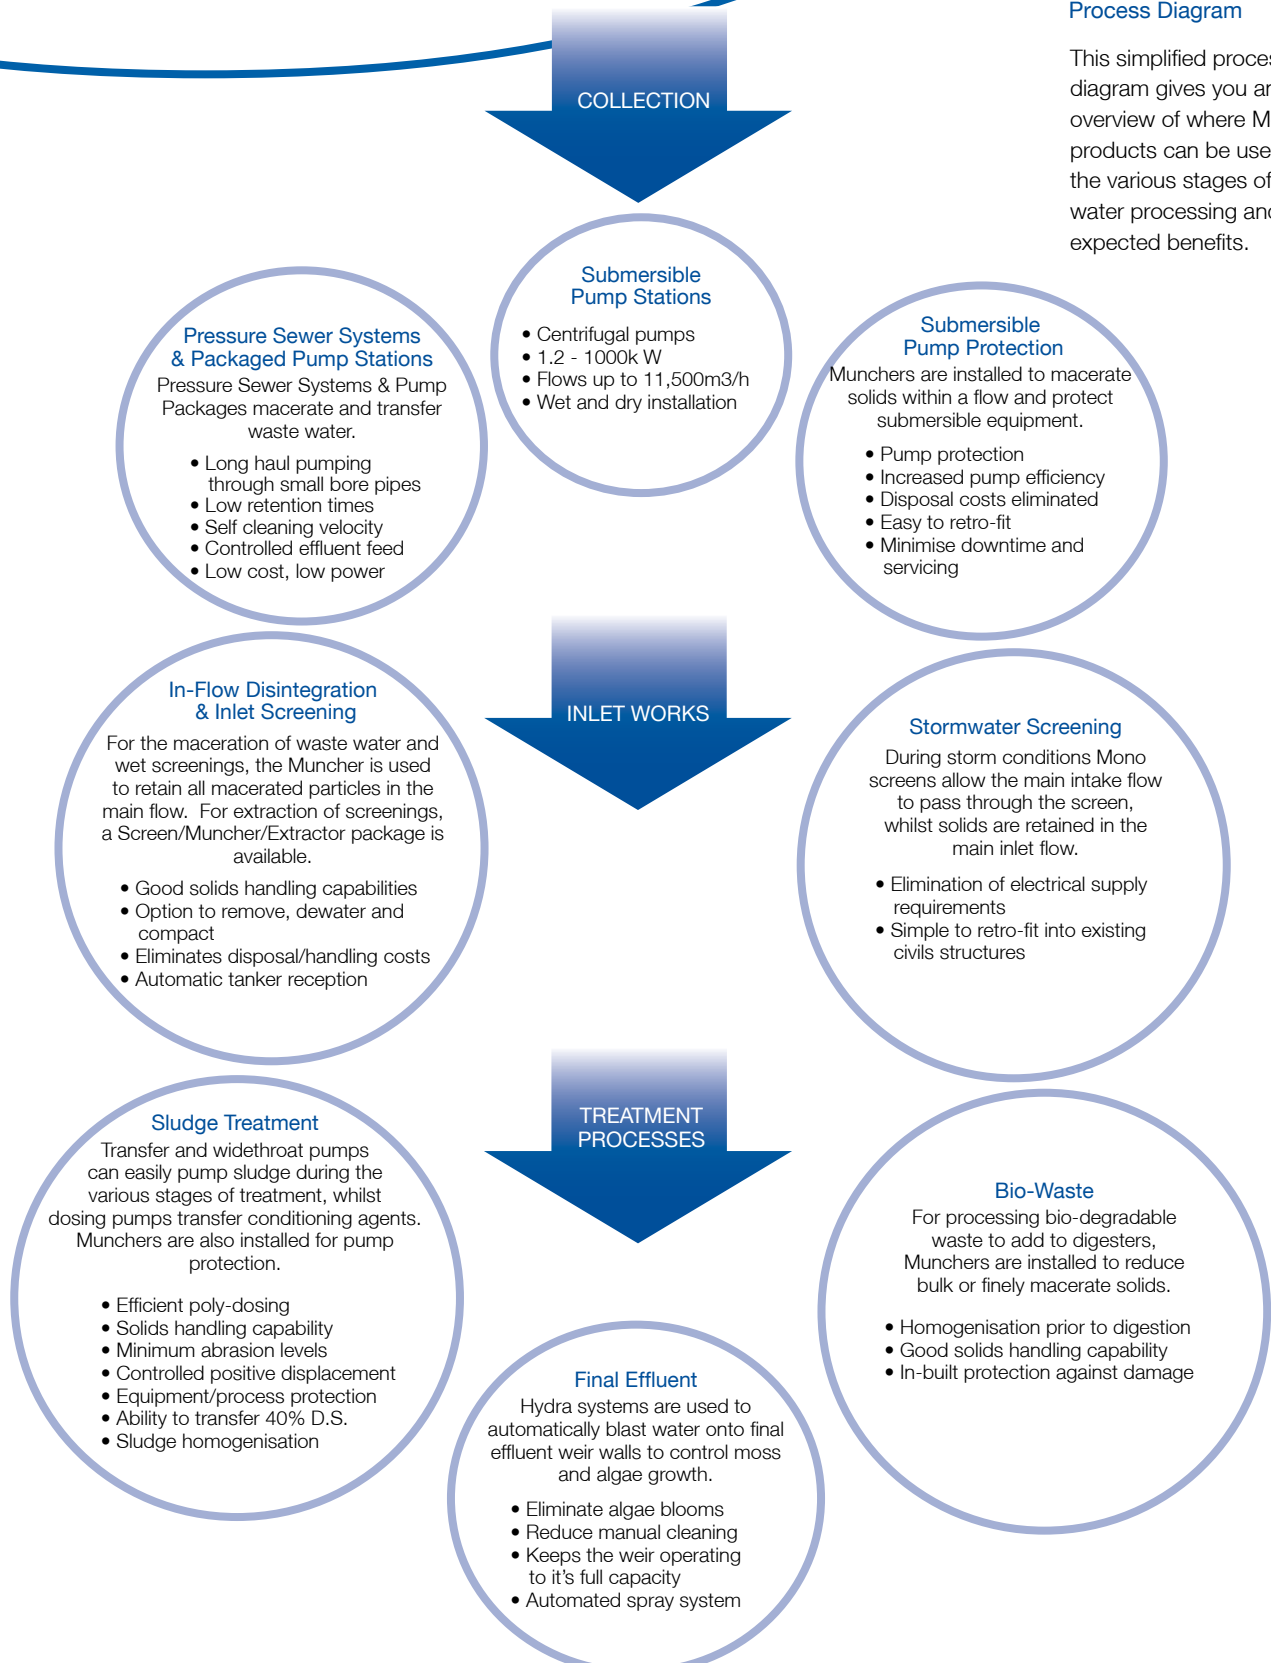 Process Diagram
This simplified proces
diagram gives you an
overview of where M
products can be use
the various stages of
water processing and
expected benefits.
COLLECTION
Submersible
Pump Stations
• Centrifugal pumps
• 1.2 - 1000k W
• Flows up to 11,500m3/h
• Wet and dry installation
Pressure Sewer Systems
& Packaged Pump Stations
Pressure Sewer Systems & Pump
Packages macerate and transfer
waste water.
• Long haul pumping
through small bore pipes
• Low retention times
• Self cleaning velocity
• Controlled effluent feed
• Low cost, low power
Submersible
Pump Protection
Munchers are installed to macerate
solids within a flow and protect
submersible equipment.
• Pump protection
• Increased pump efficiency
• Disposal costs eliminated
• Easy to retro-fit
• Minimise downtime and
servicing
INLET WORKS
In-Flow Disintegration
& Inlet Screening
For the maceration of waste water and
wet screenings, the Muncher is used
to retain all macerated particles in the
main flow.  For extraction of screenings,
a Screen/Muncher/Extractor package is
available.
• Good solids handling capabilities
• Option to remove, dewater and
compact
• Eliminates disposal/handling costs
• Automatic tanker reception
Stormwater Screening
During storm conditions Mono
screens allow the main intake flow
to pass through the screen,
whilst solids are retained in the
main inlet flow.
• Elimination of electrical supply
requirements
• Simple to retro-fit into existing
civils structures
TREATMENT
PROCESSES
Sludge Treatment
Transfer and widethroat pumps
can easily pump sludge during the
various stages of treatment, whilst
dosing pumps transfer conditioning agents.
Munchers are also installed for pump
protection.
• Efficient poly-dosing
• Solids handling capability
• Minimum abrasion levels
• Controlled positive displacement
• Equipment/process protection
• Ability to transfer 40% D.S.
• Sludge homogenisation
Bio-Waste
For processing bio-degradable
waste to add to digesters,
Munchers are installed to reduce
bulk or finely macerate solids.
• Homogenisation prior to digestion
• Good solids handling capability
• In-built protection against damage
Final Effluent
Hydra systems are used to
automatically blast water onto final
effluent weir walls to control moss
and algae growth.
• Eliminate algae blooms
• Reduce manual cleaning
• Keeps the weir operating
to it's full capacity
• Automated spray system